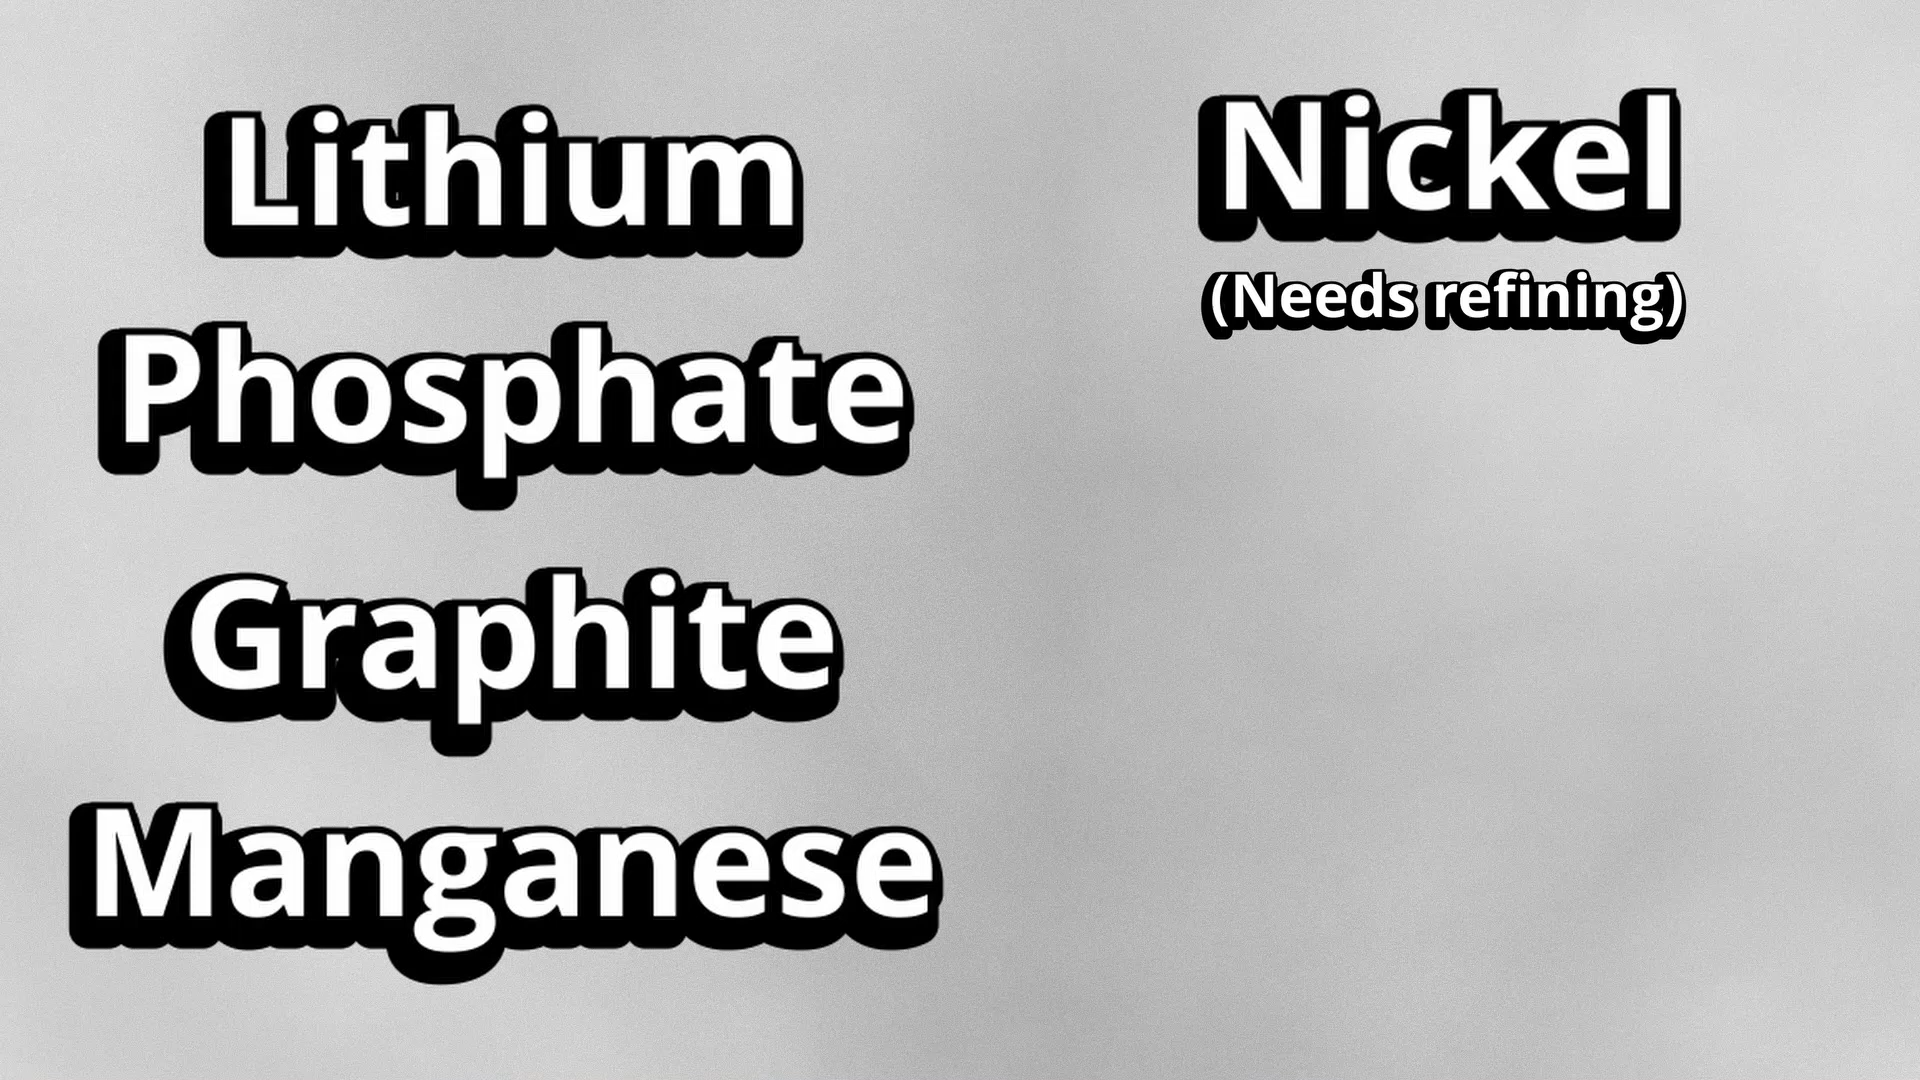 Lithium
Phosphate
Graphite
Manganese
Nickel
(Needs refining)